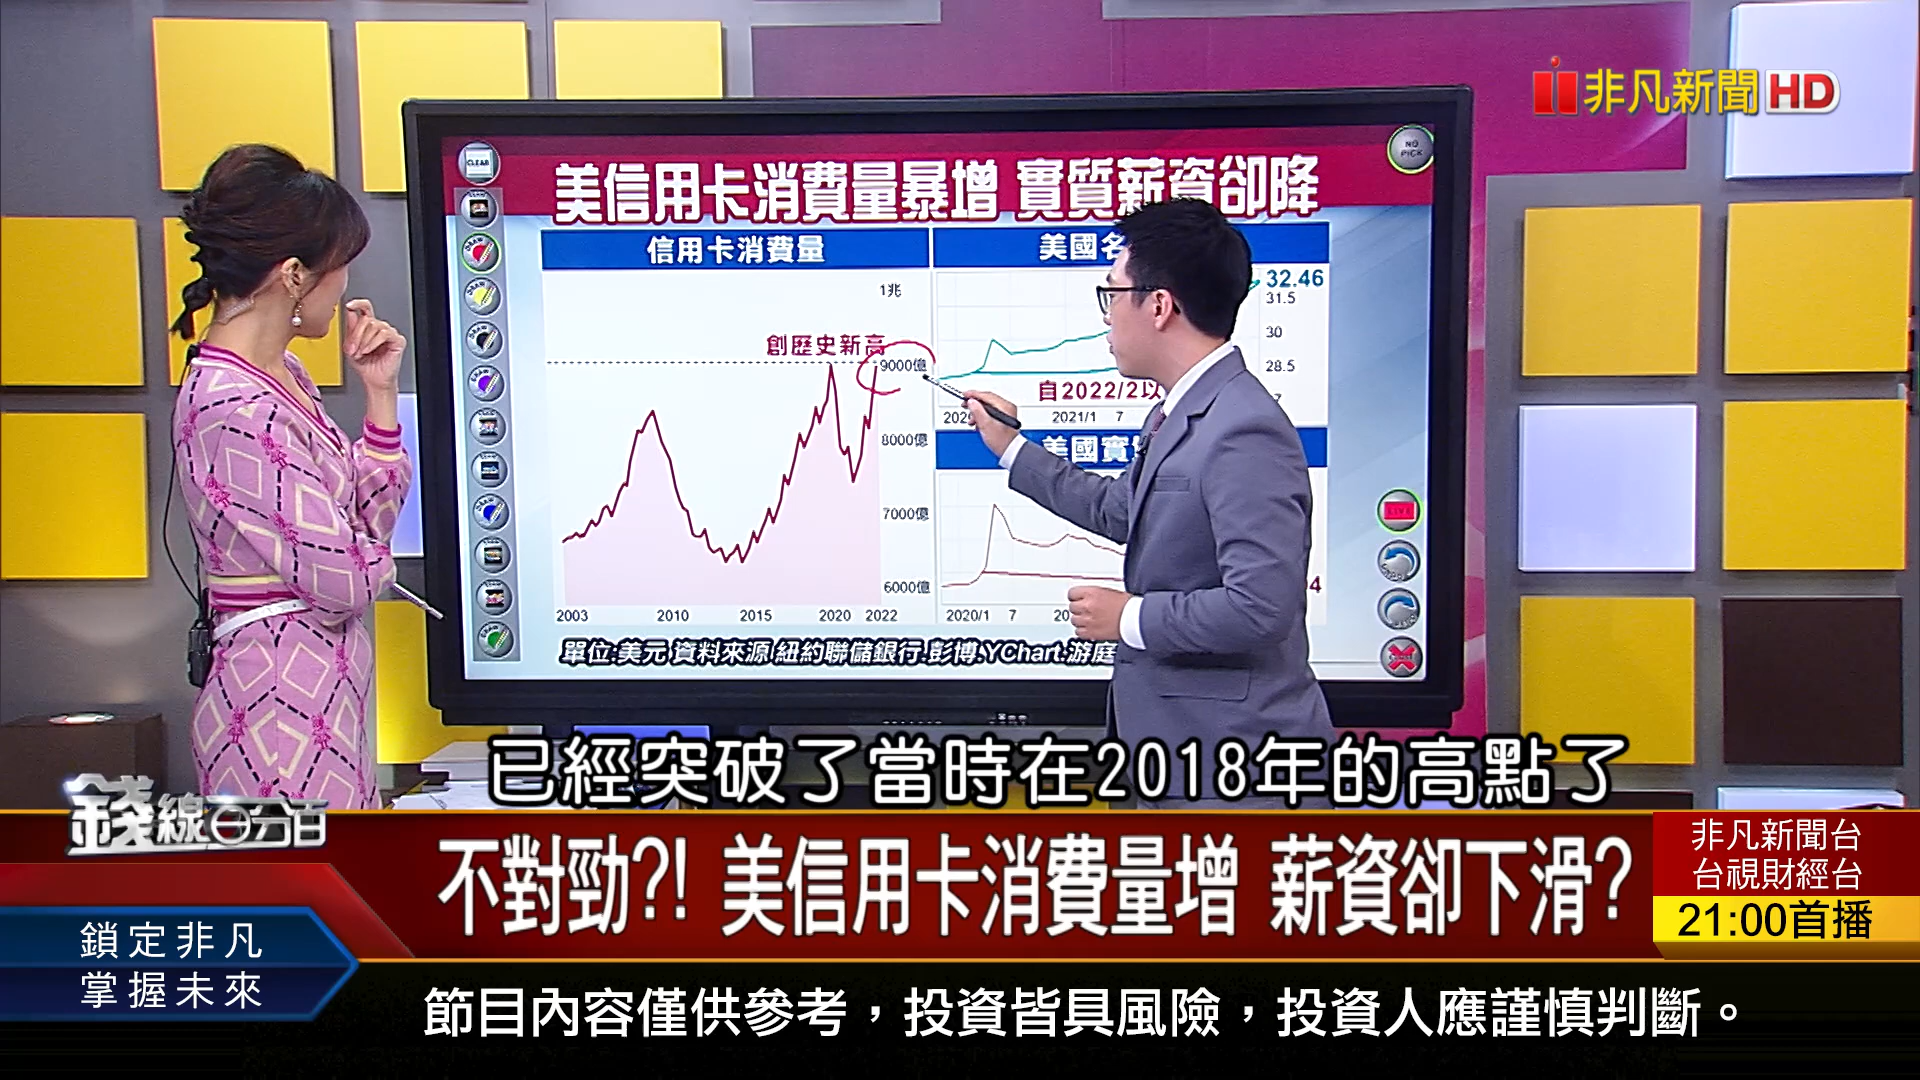 非凡新聞HD
CLEAR
NO PICK
美信用卡消費量暴增 實質薪資卻降
信用卡消費量
1兆
創歷史新高
9000億
8000億
7000億
6000億
2003 2010 2015 2020 2022
美國名
32.46
31.5
30
28.5
自2022/2以
2021/1 7
美國實
2020/1 7
4
LIVE
單位:美元 資料來源:紐約聯儲銀行.彭博.YChart.游庭
已經突破了當時在2018年的高點了
錢線百分百
不對勁?! 美信用卡消費量增 薪資卻下滑?
非凡新聞台
台視財經台
21:00首播
鎖定非凡
掌握未來
節目內容僅供參考，投資皆具風險，投資人應謹慎判斷。